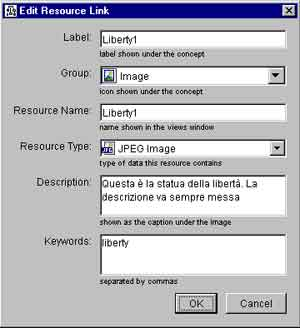 Edit Resource Link
Label: Liberty1
label shown under the concept
Group: Image
icon shown under the concept
Resource Name: Liberty1
name shown in the views window
Resource Type: JPEG Image
type of data this resource contains
Description: Questa è la statua della libertà. La
descrizione va sempre messa
shown as the caption under the image
Keywords: liberty
separated by commas
OK Cancel